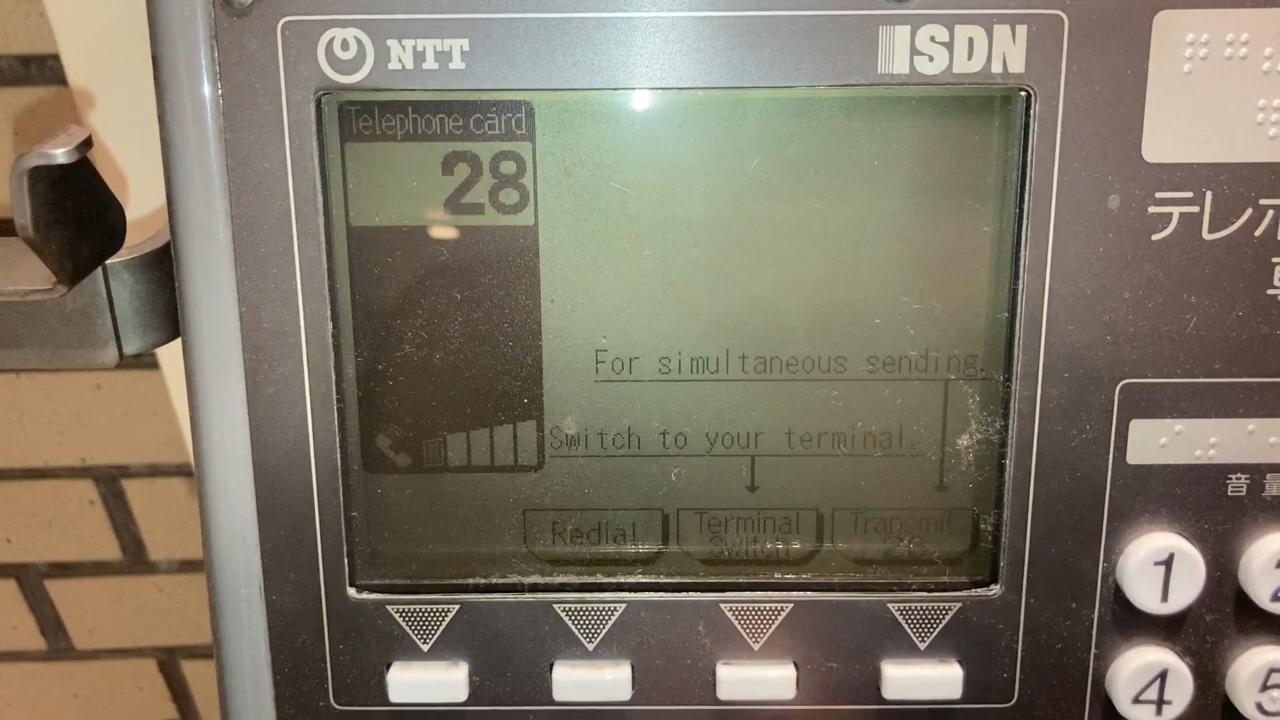 NTT
ISDN
Telephone card
28
For simultaneous sending.
Switch to your terminal.
Redial
Terminal
Switch
Transmit
テレホ
音量
1
2
4
5